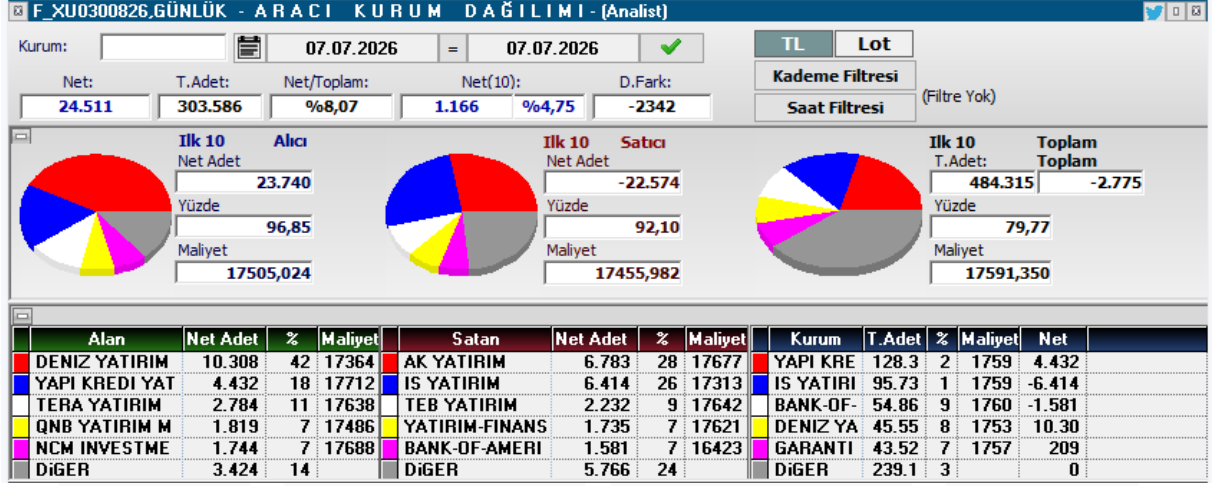 F_XU0300826,GÜNLÜK - ARACI KURUM DAĞILIMI - (Analist)
Kurum: 07.07.2026 = 07.07.2026 TL Lot
Net: T.Adet: Net/Toplam: Net(10): D.Fark: Kademe Filtresi
24.511 303.586 %8,07 1.166 %4,75 -2342 Saat Filtresi (Filtre Yok)
Ilk 10 Alıcı
Net Adet
23.740
Yüzde
96,85
Maliyet
17505,024
Ilk 10 Satıcı
Net Adet
-22.574
Yüzde
92,10
Maliyet
17455,982
Ilk 10 Toplam
T.Adet: Toplam
484.315 -2.775
Yüzde
79,77
Maliyet
17591,350
Alan Net Adet % Maliyet Satan Net Adet % Maliyet Kurum T.Adet % Maliyet Net
DENIZ YATIRIM 10.308 42 17364 AK YATIRIM 6.783 28 17677 YAPI KRE 128.3 2 1759 4.432
YAPI KREDI YAT 4.432 18 17712 IS YATIRIM 6.414 26 17313 IS YATIRI 95.73 1 1759 -6.414
TERA YATIRIM 2.784 11 17638 TEB YATIRIM 2.232 9 17642 BANK-OF- 54.86 9 1760 -1.581
QNB YATIRIM M 1.819 7 17486 YATIRIM-FINANS 1.735 7 17621 DENIZ YA 45.55 8 1753 10.30
NCM INVESTME 1.744 7 17688 BANK-OF-AMERI 1.581 7 16423 GARANTI 43.52 7 1757 209
DiGER 3.424 14 DiGER 5.766 24 DiGER 239.1 3 0